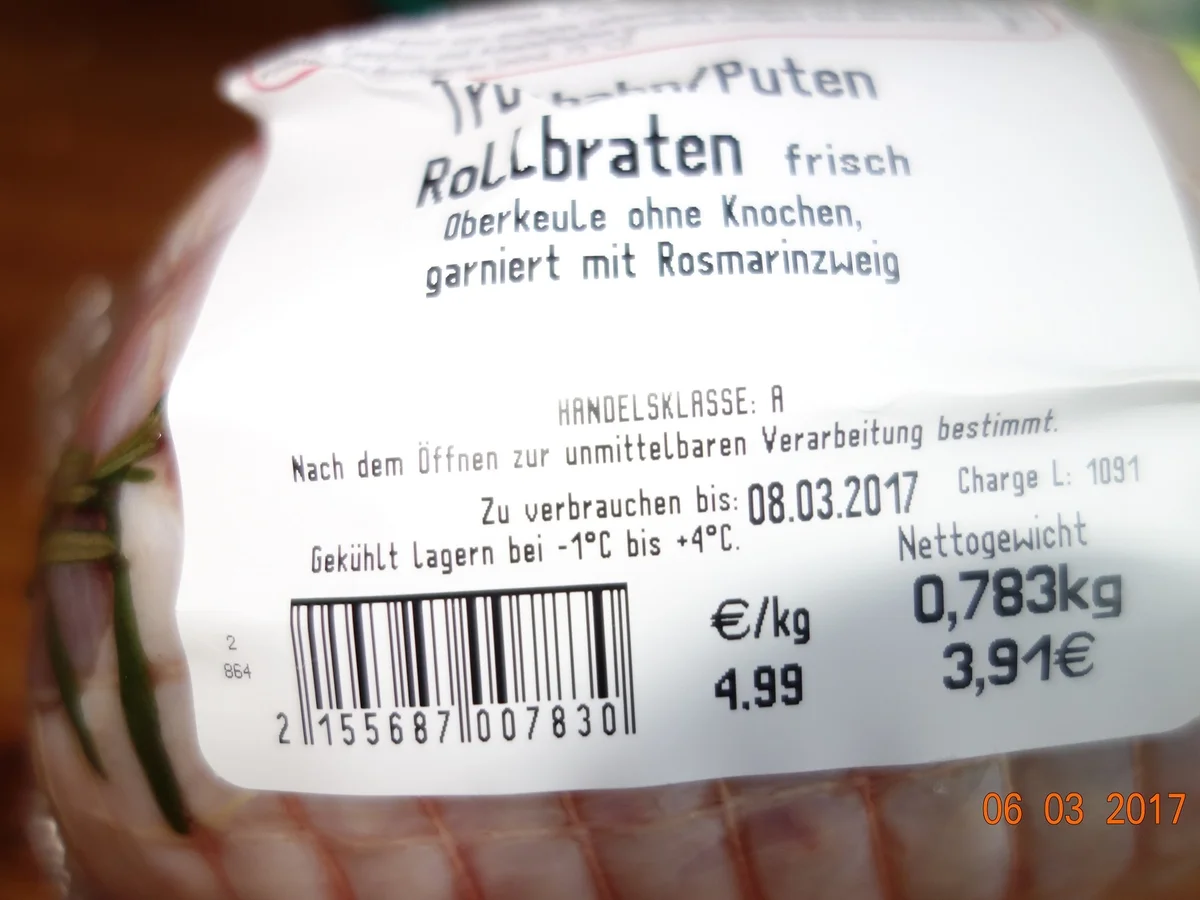 /Puten
Rollbraten frisch
Oberkeule ohne Knochen,
garniert mit Rosmarinzweig
HANDELSKLASSE: A
Nach dem Öffnen zur unmittelbaren Verarbeitung bestimmt.
Zu verbrauchen bis: 08.03.2017 Charge L: 1091
Gekühlt lagern bei -1°C bis +4°C.
Nettogewicht
€/kg 0,783kg
4.99 3,91€
2
864
2 155687 007830
06 03 2017